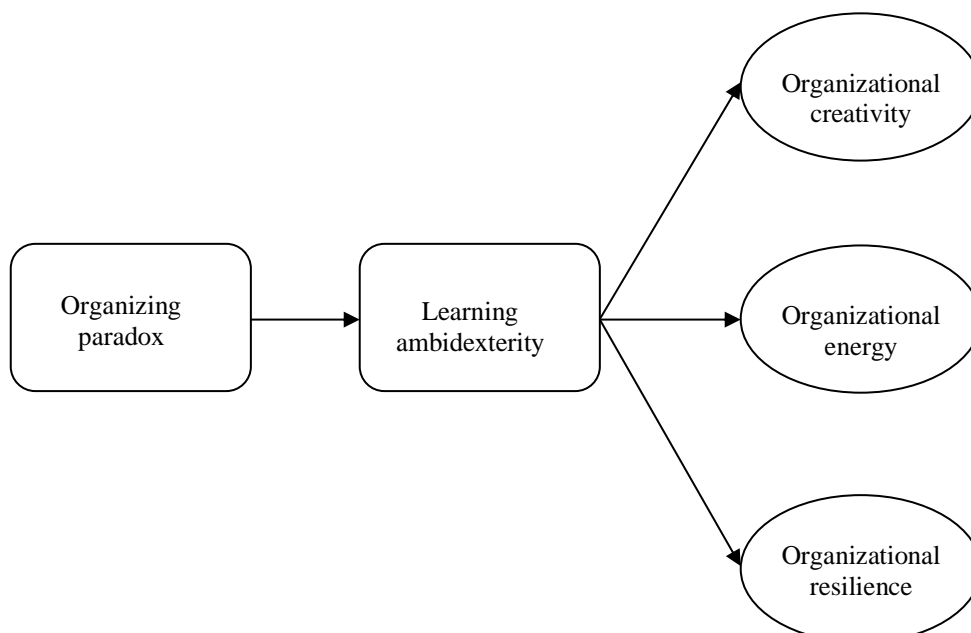 Organizing
paradox
Learning
ambidexterity
Organizational
creativity
Organizational
energy
Organizational
resilience